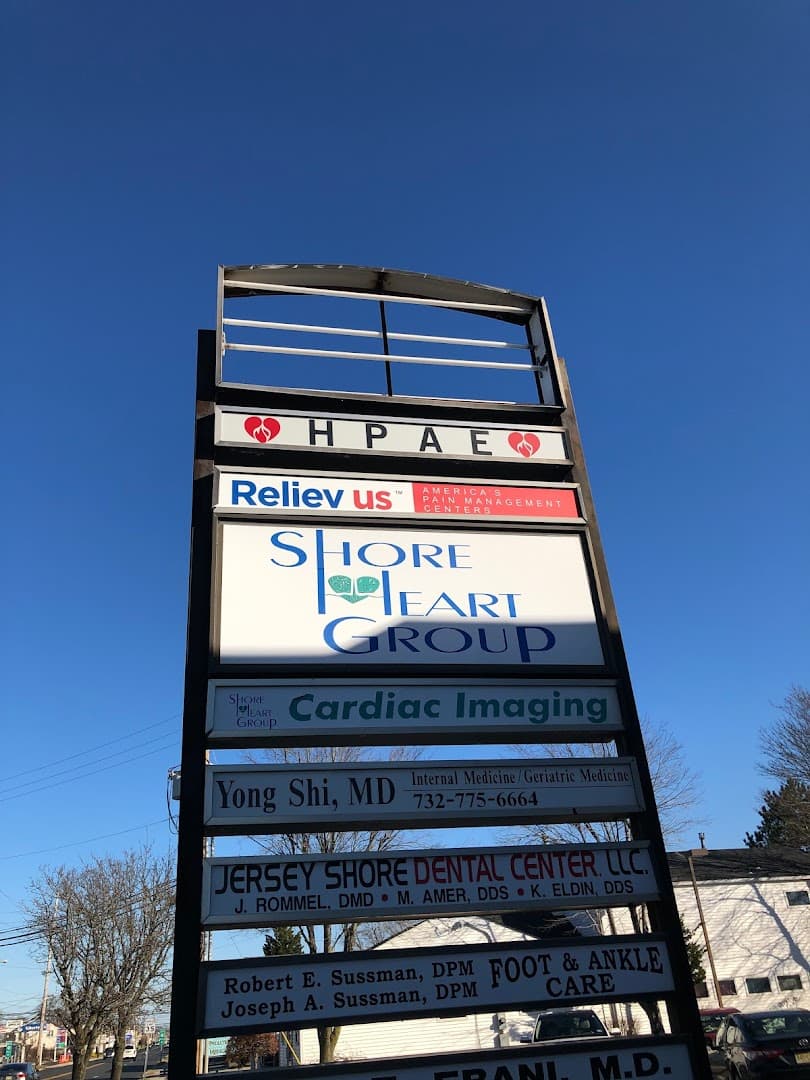 HPAE
Reliev us™
AMERICA'S
PAIN MANAGEMENT
CENTERS
SHORE
HEART
GROUP
SHORE
HEART
GROUP
Cardiac Imaging
Yong Shi, MD
Internal Medicine/Geriatric Medicine
732-775-6664
JERSEY SHORE DENTAL CENTER, LLC.
J. ROMMEL, DMD • M. AMER, DDS • K. ELDIN, DDS
Robert E. Sussman, DPM
Joseph A. Sussman, DPM
FOOT & ANKLE
CARE
M.D.